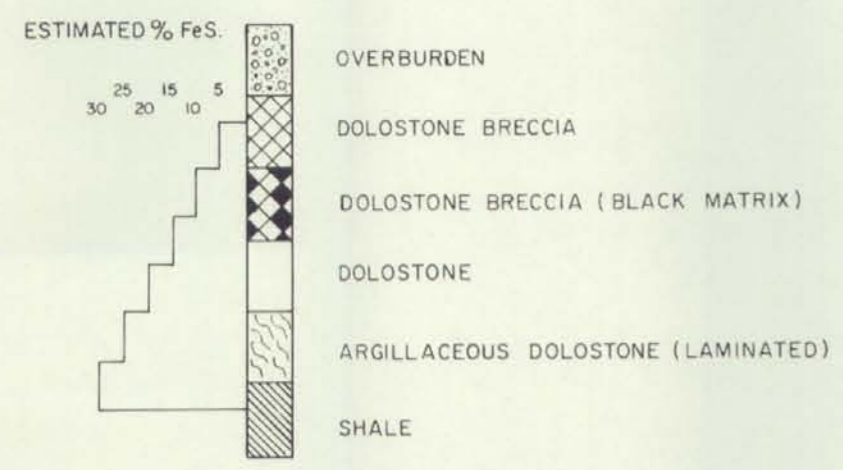 ESTIMATED % FeS.
OVERBURDEN
25 15 5
30 20 10
DOLOSTONE BRECCIA
DOLOSTONE BRECCIA (BLACK MATRIX)
DOLOSTONE
ARGILLACEOUS DOLOSTONE (LAMINATED)
SHALE